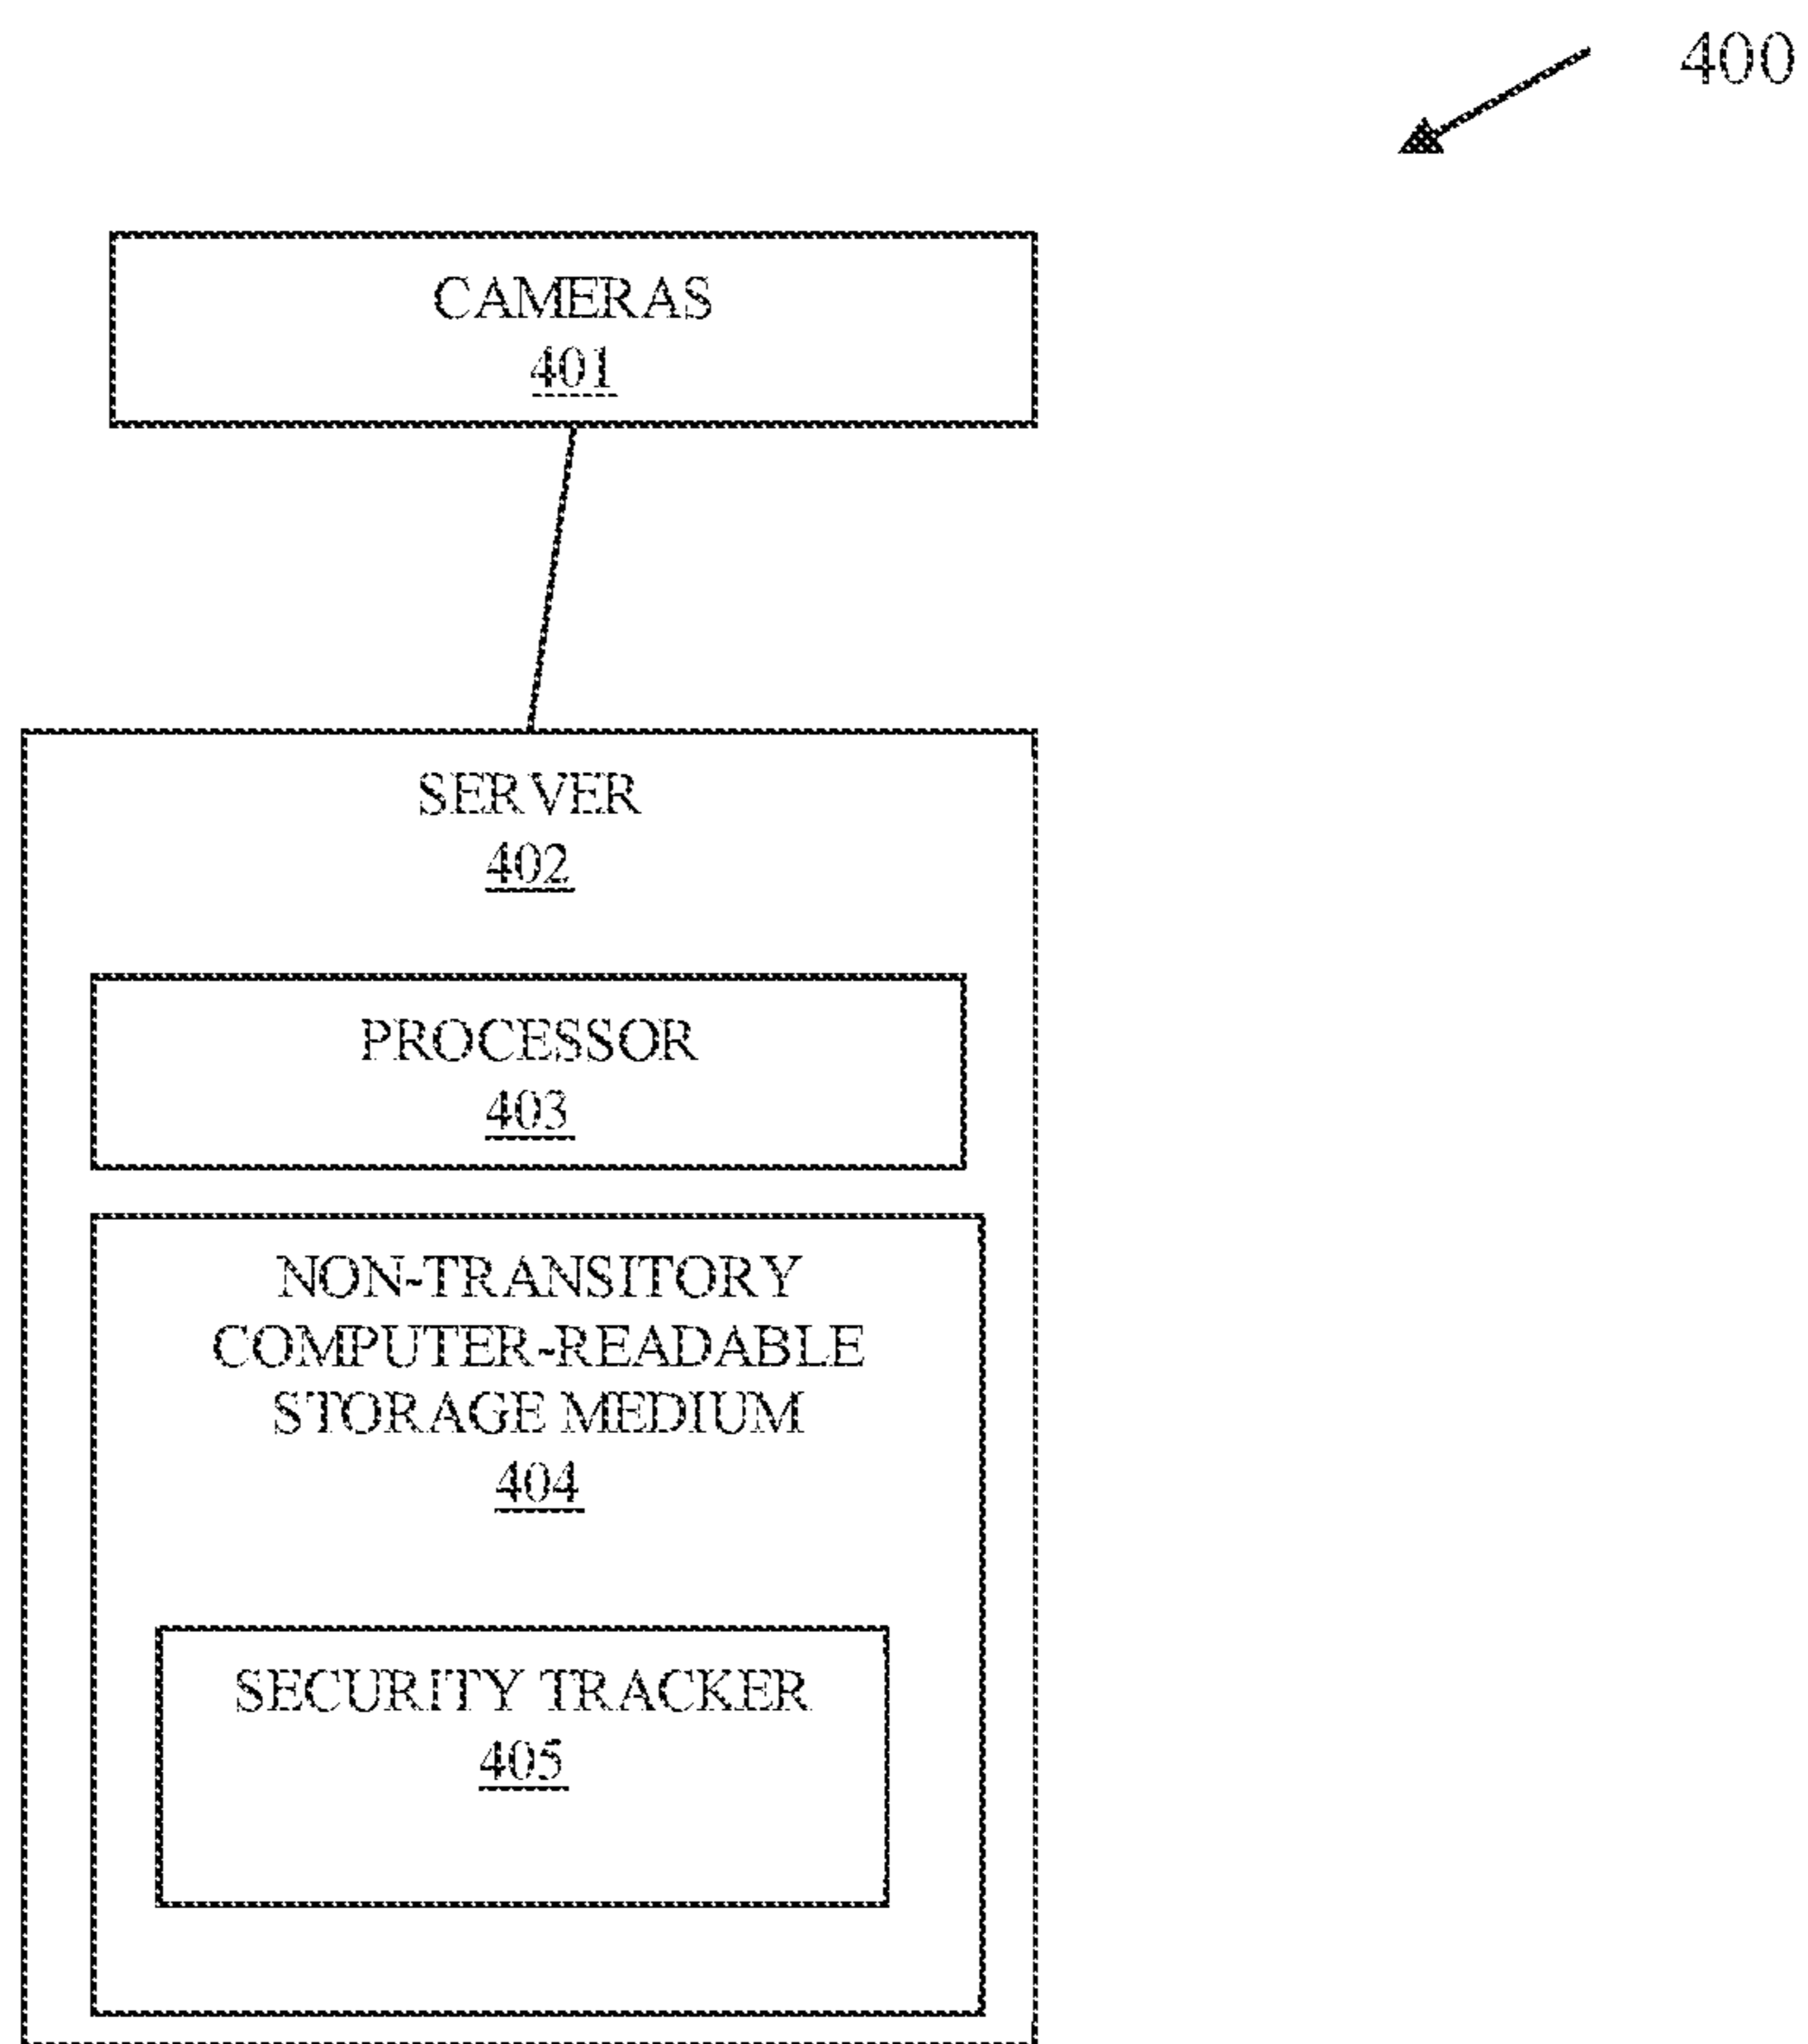 400
CAMERAS
401
SERVER
402
PROCESSOR
403
NON-TRANSITORY
COMPUTER-READABLE
STORAGE MEDIUM
404
SECURITY TRACKER
405